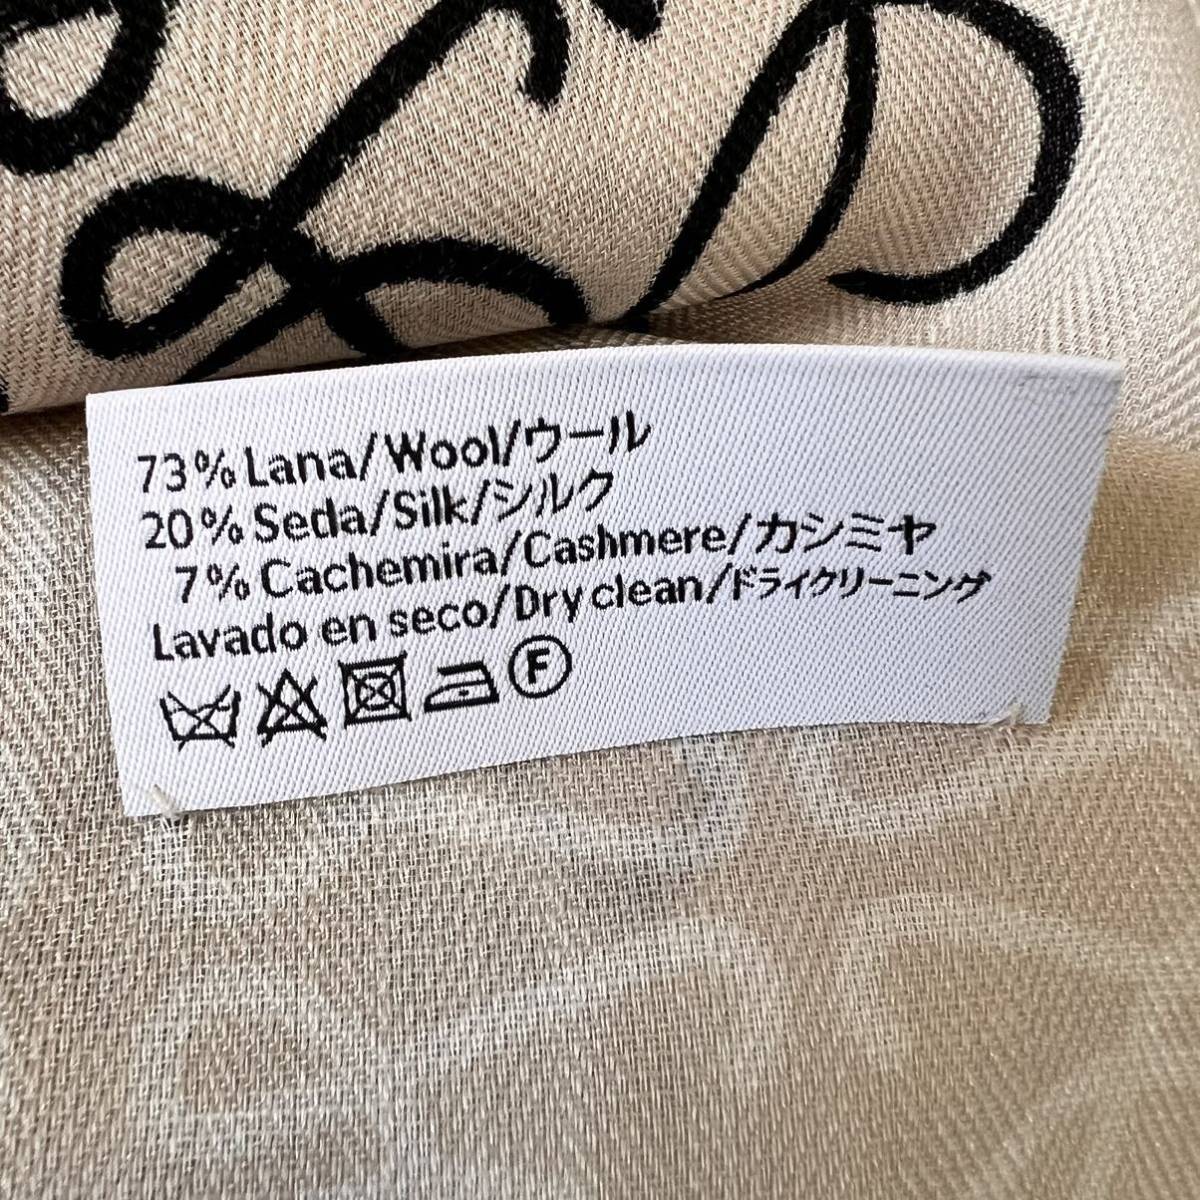 73% Lana/Wool/ウール
20% Seda/Silk/シルク
7% Cachemira/Cashmere/カシミヤ
Lavado en seco/Dry clean/ドライクリーニング
F